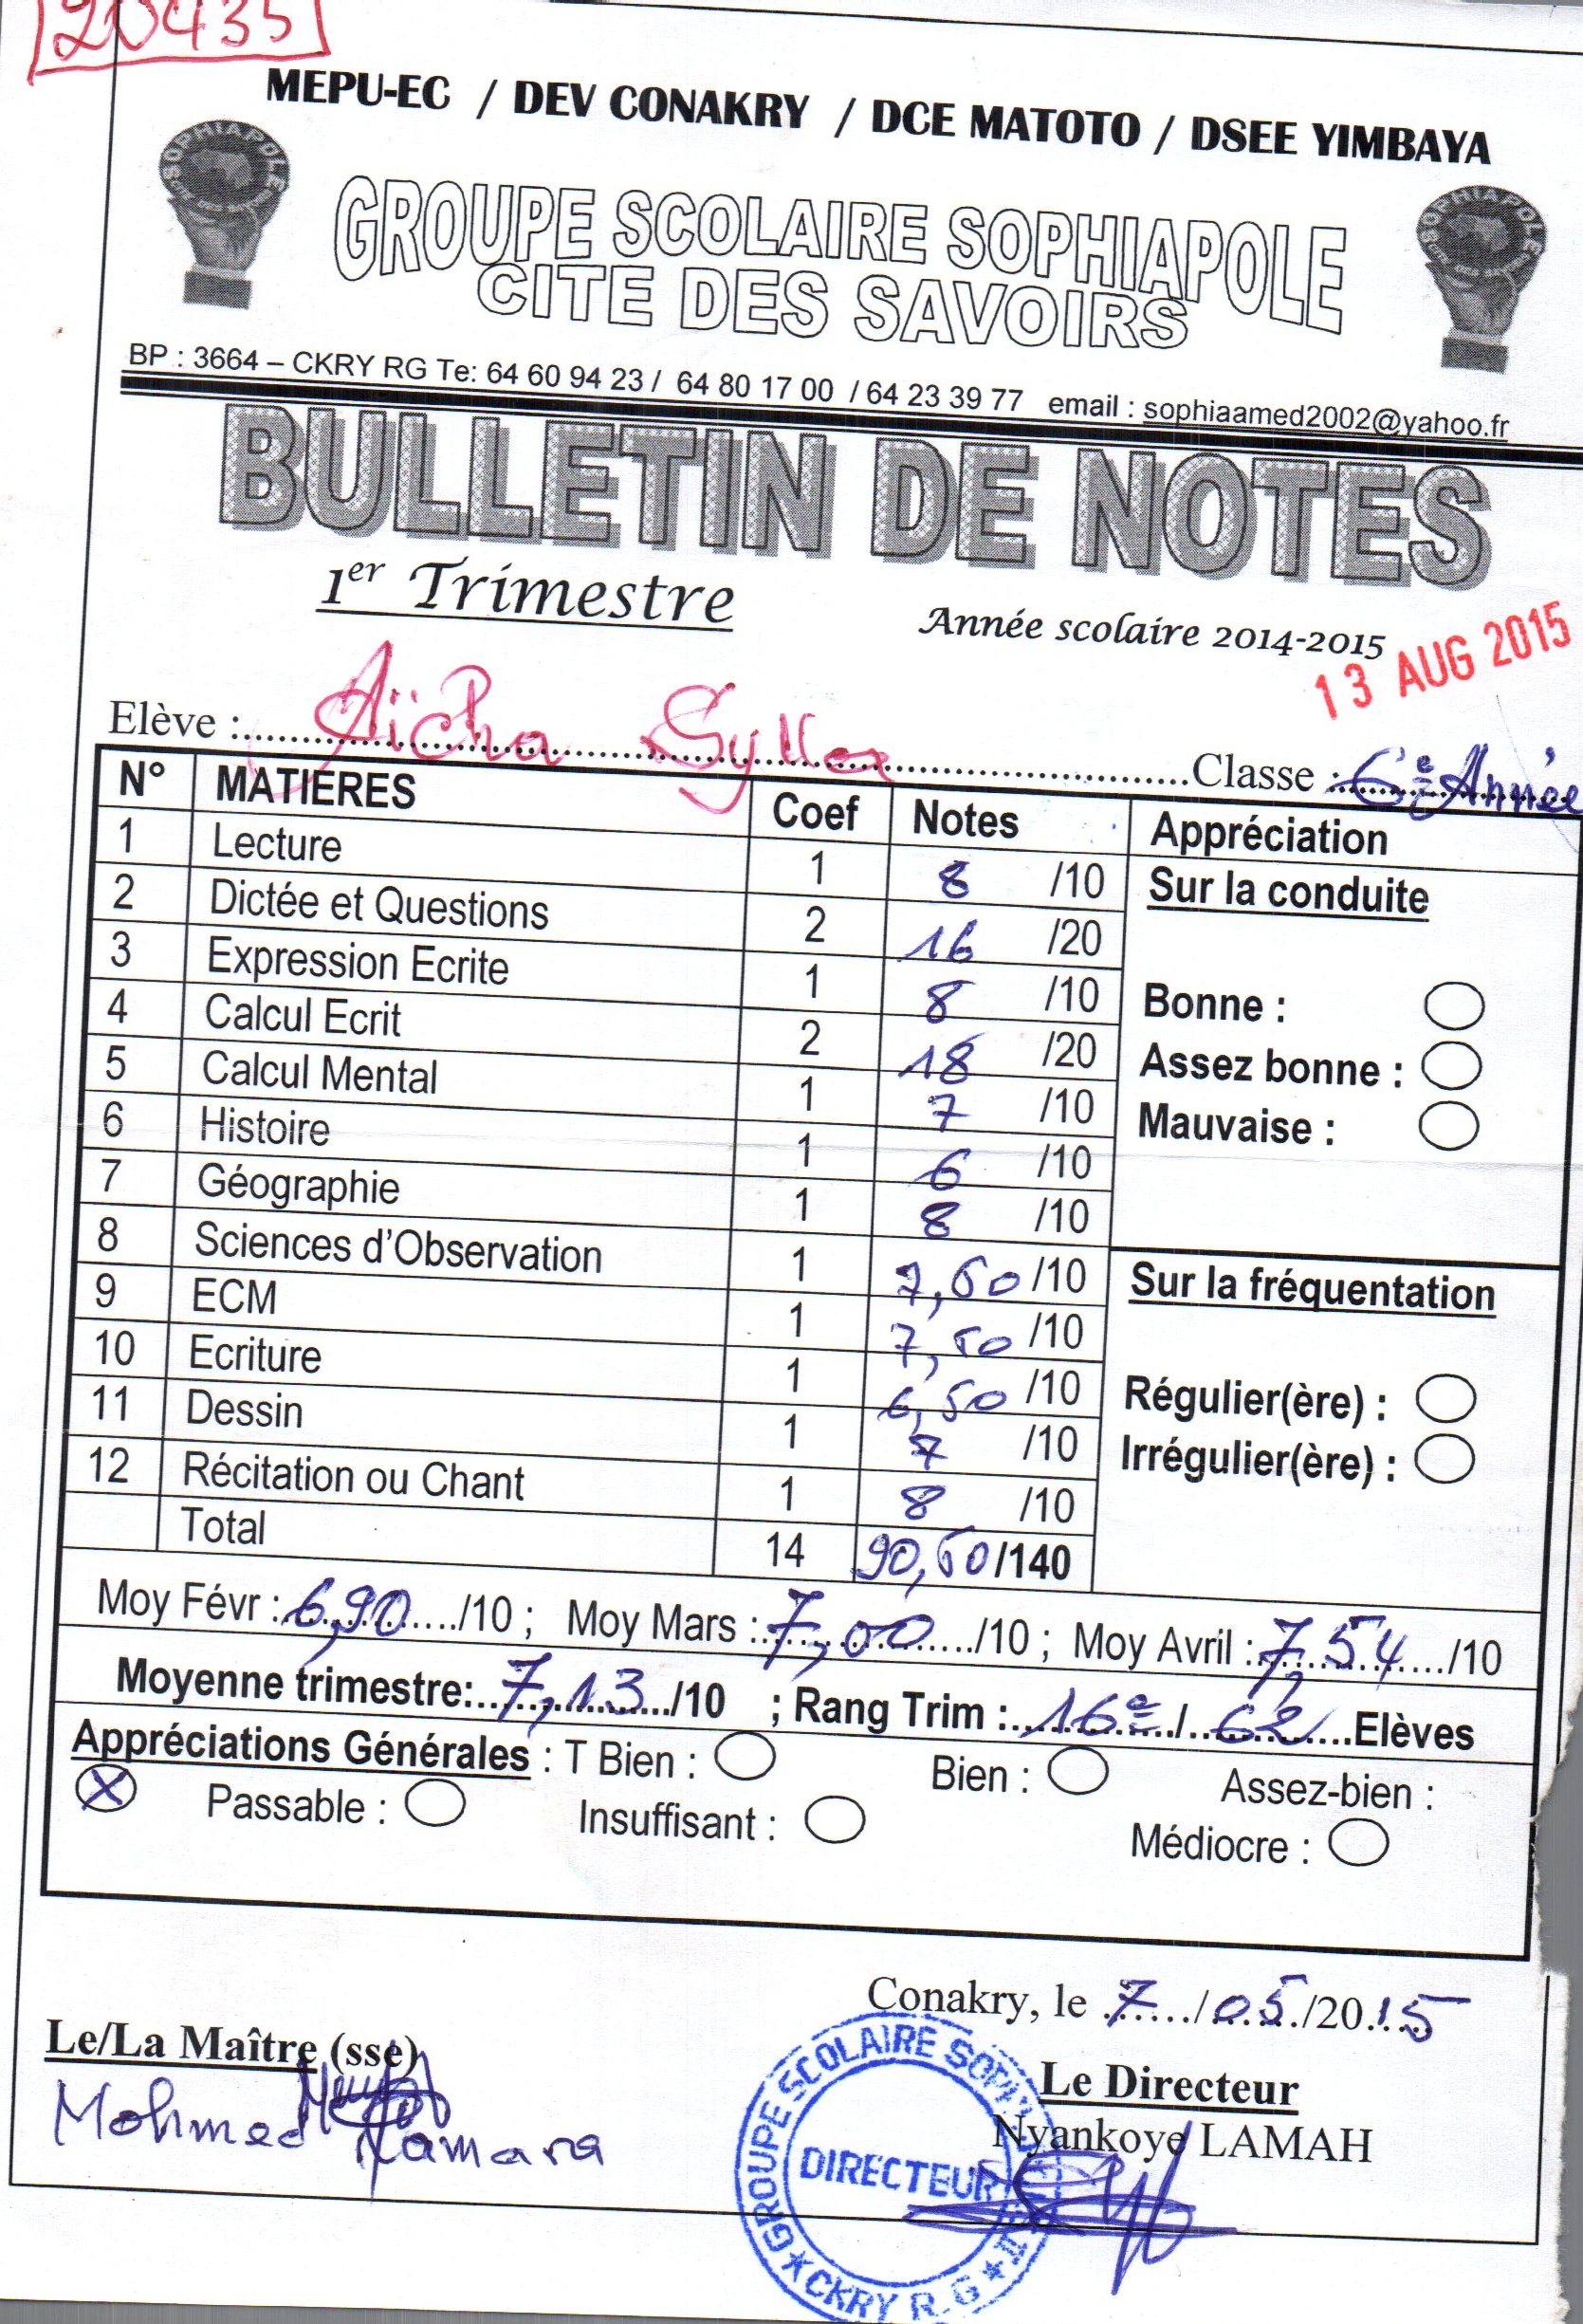 20435
MEPU-EC / DEV CONAKRY / DCE MATOTO / DSEE YIMBAYA
GROUPE SCOLAIRE SOPHIAPOLE
CITE DES SAVOIRS
BP : 3664 – CKRY RG Te: 64 60 94 23 / 64 80 17 00 / 64 23 39 77 email : sophiaamed2002@yahoo.fr
BULLETIN DE NOTES
1er Trimestre Année scolaire 2014-2015
13 AUG 2015
Elève : Aïcha Sylla Classe : 6e Année
N° MATIERES Coef Notes Appréciation
1 Lecture 1 8 /10 Sur la conduite
2 Dictée et Questions 2 16 /20
3 Expression Ecrite 1 8 /10 Bonne :
4 Calcul Ecrit 2 18 /20 Assez bonne :
5 Calcul Mental 1 7 /10 Mauvaise :
6 Histoire 1 6 /10
7 Géographie 1 8 /10
8 Sciences d'Observation 1 7,50 /10 Sur la fréquentation
9 ECM 1 7,50 /10
10 Ecriture 1 6,50 /10 Régulier(ère) :
11 Dessin 1 7 /10 Irrégulier(ère) :
12 Récitation ou Chant 1 8 /10
Total 14 90,50 /140
Moy Févr : 6,90 /10 ; Moy Mars : 7,00 /10 ; Moy Avril : 7,54 /10
Moyenne trimestre: 7,13 /10 ; Rang Trim : 16e / 62 Elèves
Appréciations Générales : T Bien : Bien : Assez-bien :
X Passable : Insuffisant : Médiocre :
Conakry, le 7 / 05 /2015
Le/La Maître (sse) Le Directeur
Mohmed Kamara Nyankoye LAMAH
GROUPE SCOLAIRE
DIRECTEUR
CKRY R.G